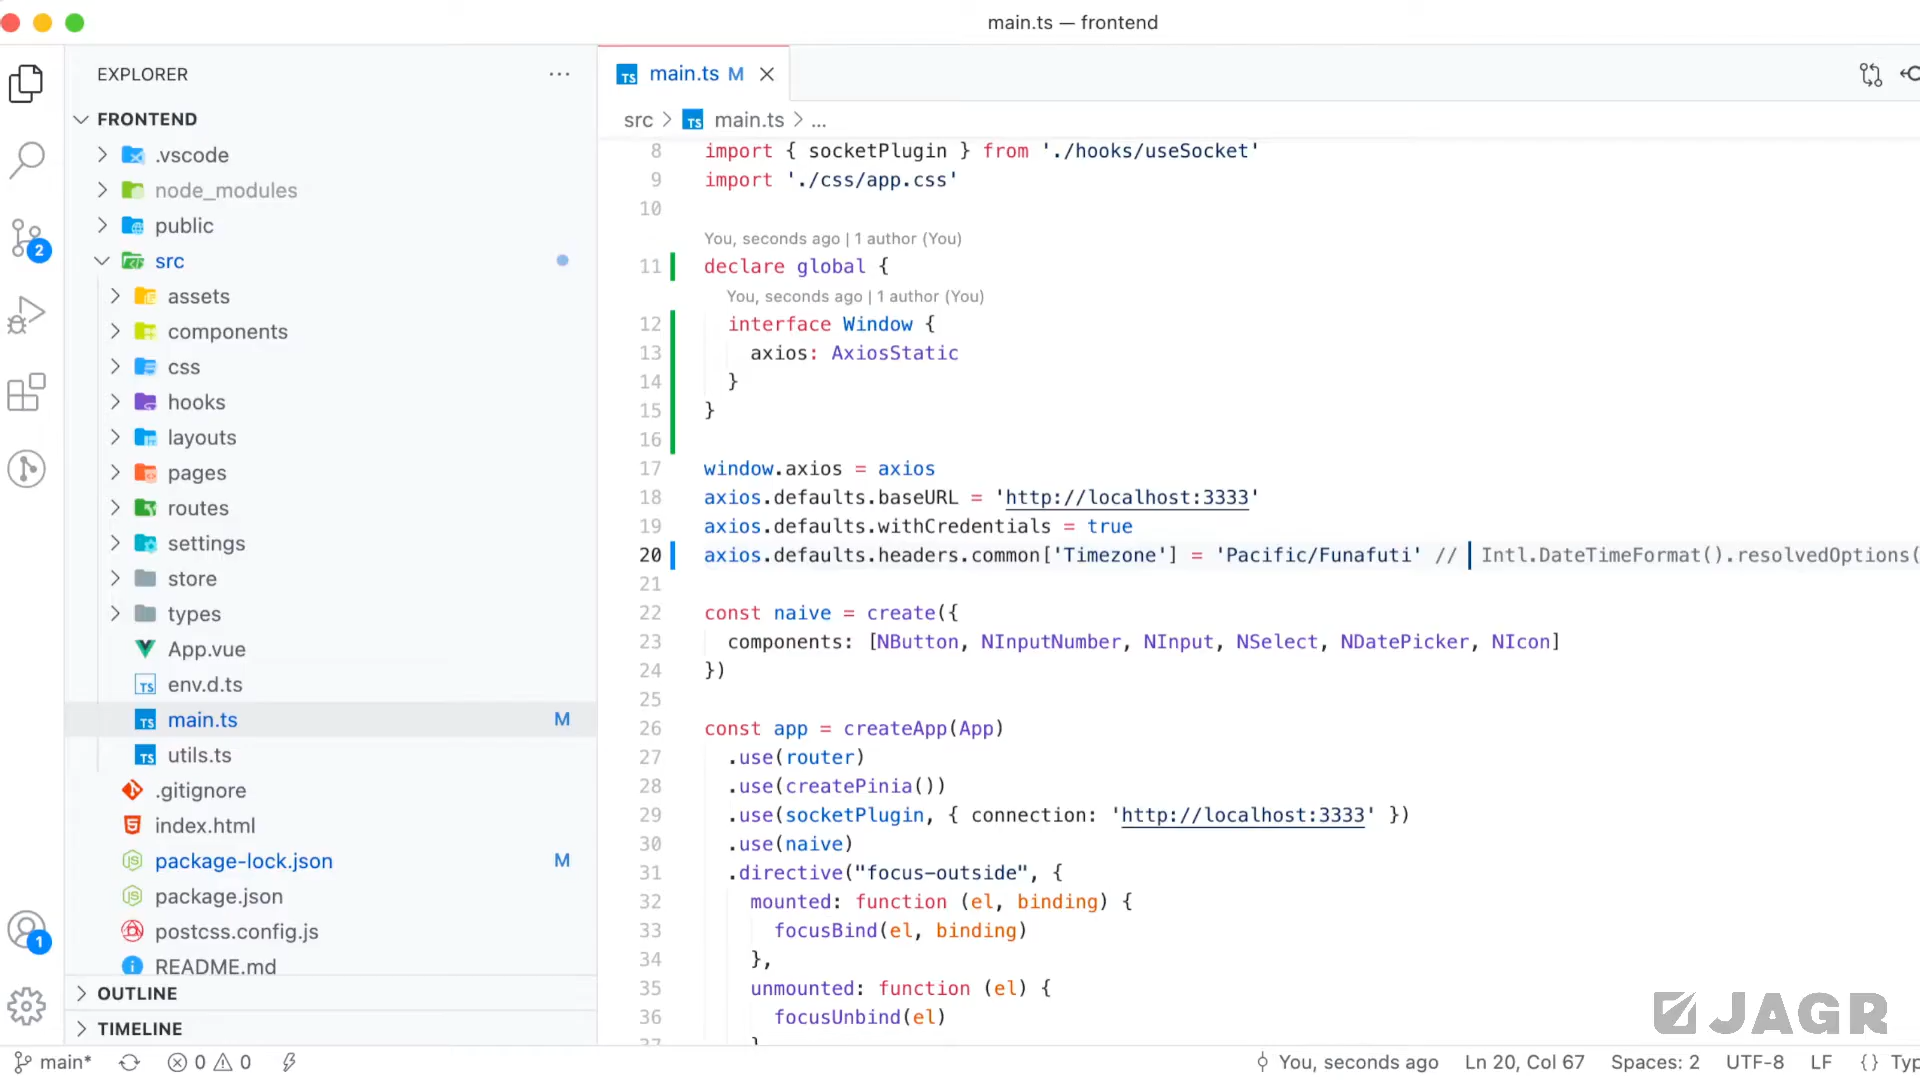 main.ts — frontend
EXPLORER
...
FRONTEND
.vscode
node_modules
public
src
assets
components
css
hooks
layouts
pages
routes
settings
store
types
App.vue
env.d.ts
main.ts M
utils.ts
.gitignore
index.html
package-lock.json M
package.json
postcss.config.js
README.md
OUTLINE
TIMELINE
2
1
TS main.ts M
src > TS main.ts > ...
8 import { socketPlugin } from './hooks/useSocket'
9 import './css/app.css'
10
You, seconds ago | 1 author (You)
11 declare global {
You, seconds ago | 1 author (You)
12 interface Window {
13 axios: AxiosStatic
14 }
15 }
16
17 window.axios = axios
18 axios.defaults.baseURL = 'http://localhost:3333'
19 axios.defaults.withCredentials = true
20 axios.defaults.headers.common['Timezone'] = 'Pacific/Funafuti' // Intl.DateTimeFormat().resolvedOptions(
21
22 const naive = create({
23 components: [NButton, NInputNumber, NInput, NSelect, NDatePicker, NIcon]
24 })
25
26 const app = createApp(App)
27 .use(router)
28 .use(createPinia())
29 .use(socketPlugin, { connection: 'http://localhost:3333' })
30 .use(naive)
31 .directive("focus-outside", {
32 mounted: function (el, binding) {
33 focusBind(el, binding)
34 },
35 unmounted: function (el) {
36 focusUnbind(el)
37 }
JAGR
main* 0 0 You, seconds ago Ln 20, Col 67 Spaces: 2 UTF-8 LF {} Typ